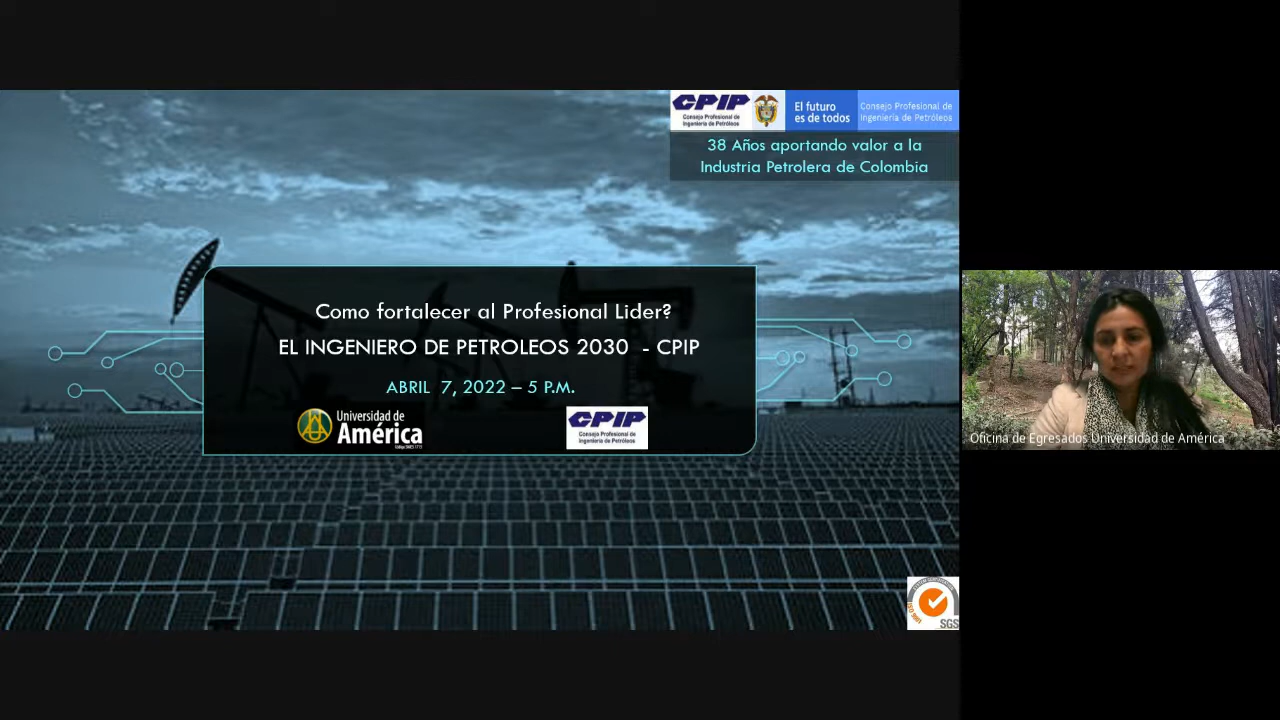 CPIP
Consejo Profesional de
Ingeniería de Petróleos
El futuro
es de todos
Consejo Profesional de
Ingeniería de Petróleos
38 Años aportando valor a la
Industria Petrolera de Colombia
Como fortalecer al Profesional Lider?
EL INGENIERO DE PETROLEOS 2030 - CPIP
ABRIL 7, 2022 – 5 P.M.
Universidad de
América
CPIP
Consejo Profesional de
Ingeniería de Petróleos
Oficina de Egresados Universidad de América
SGS